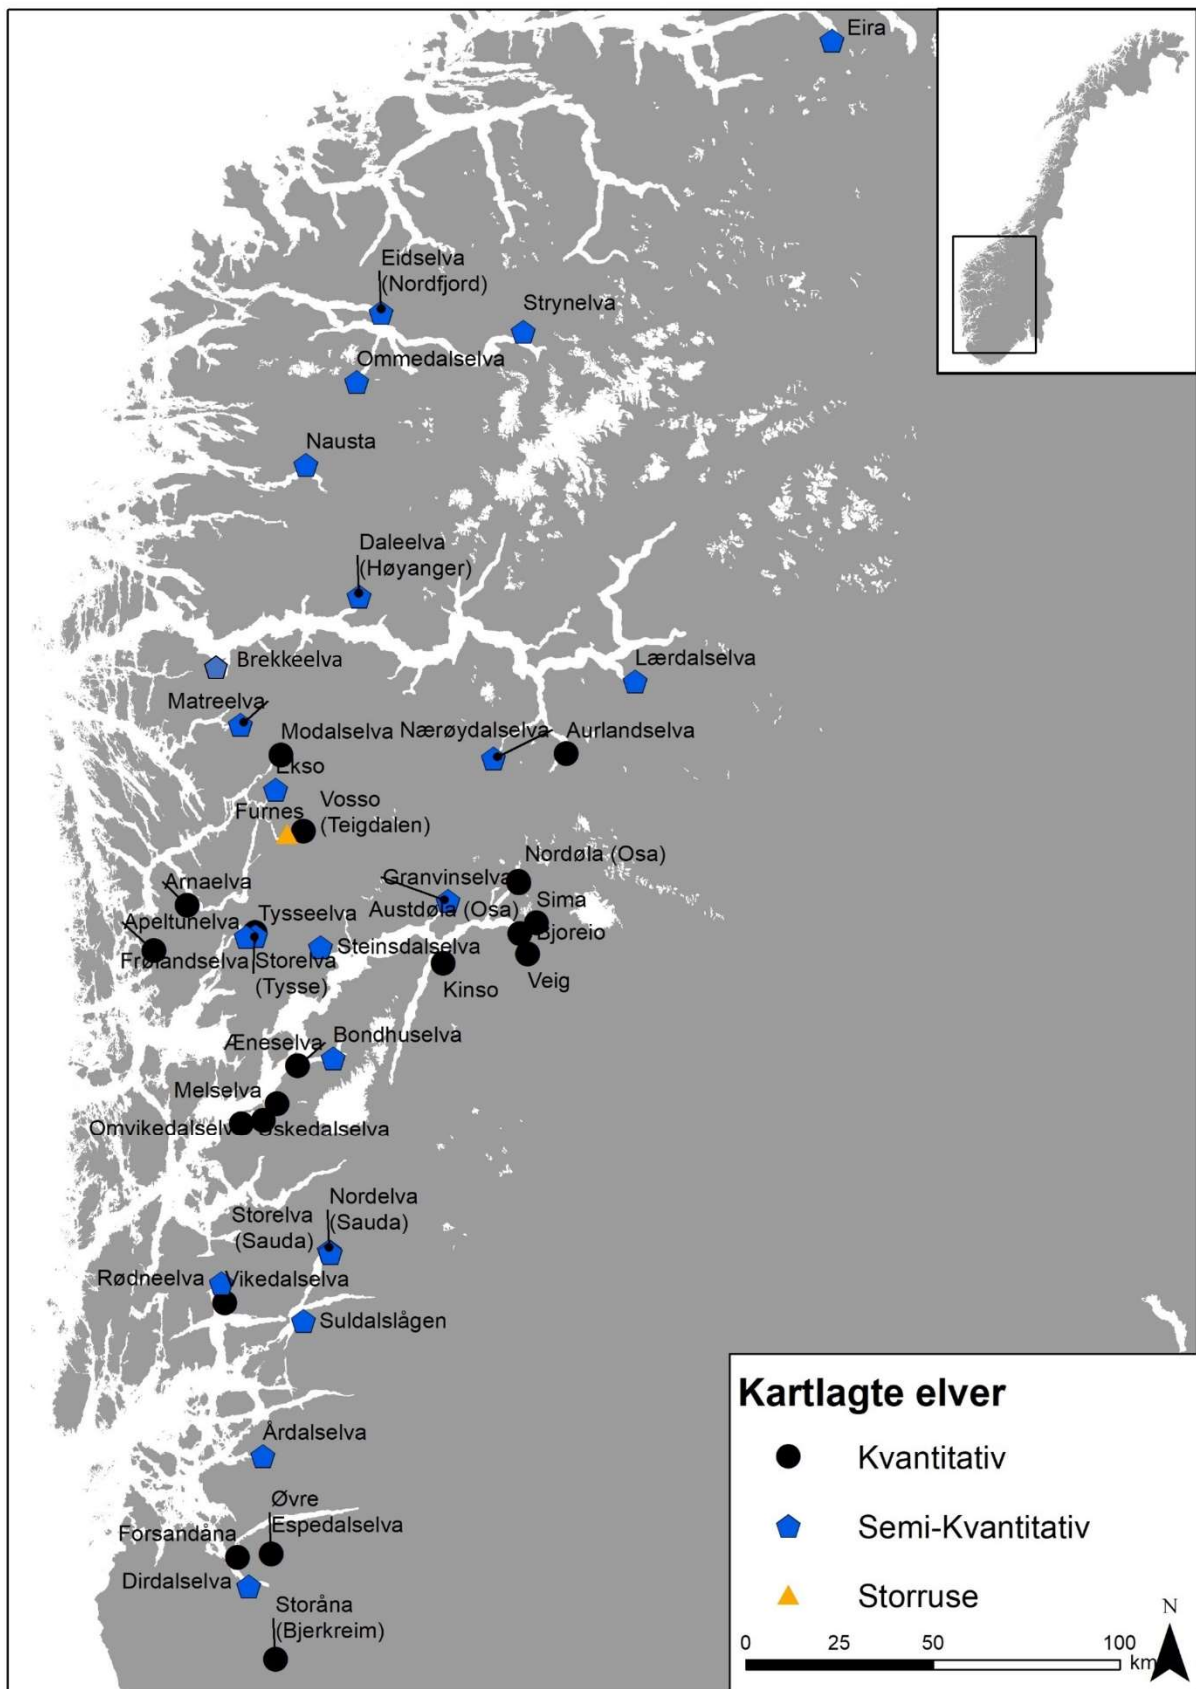 Eira
Eidselva
(Nordfjord)
Strynelva
Ommedalselva
Nausta
Daleelva
(Høyanger)
Brekkeelva
Lærdalselva
Matreelva
Modalselva
Nærøydalselva
Aurlandselva
Ekso
Furnes
Vosso
(Teigdalen)
Nordøla (Osa)
Granvinselva
Arnaelva
Austdøla (Osa)
Sima
Apeltunelva
Tysseelva
Bjoreio
Steinsdalselva
Frølandselva
Storelva
(Tysse)
Veig
Kinso
Æneselva
Bondhuselva
Melselva
Omvikedalselva
Uskedalselva
Nordelva
(Sauda)
Storelva
(Sauda)
Rødneelva
Vikedalselva
Suldalslågen
Årdalselva
Øvre
Espedalselva
Forsandåna
Dirdalselva
Storåna
(Bjerkreim)
Kartlagte elver
Kvantitativ
Semi-Kvantitativ
Storruse
N
0 25 50 100
km